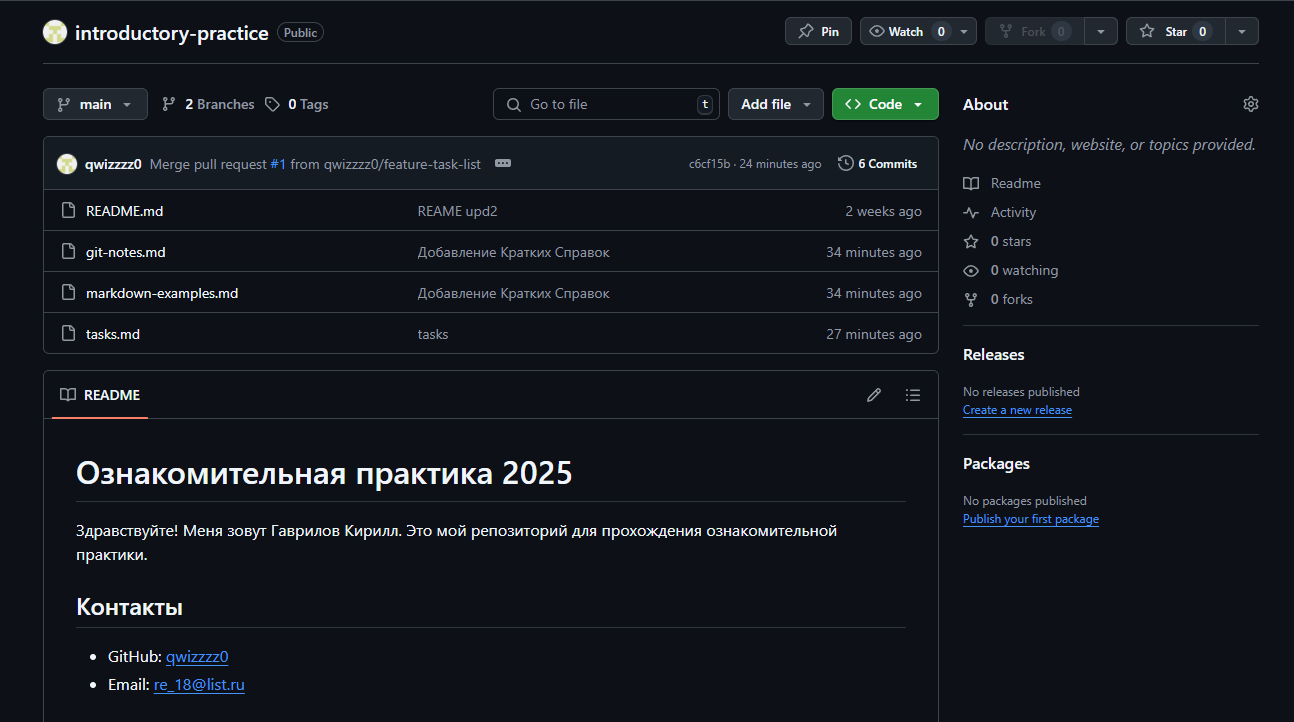 introductory-practice Public Pin Watch 0 Fork 0 Star 0
main 2 Branches 0 Tags Go to file t Add file Code
qwizzzz0 Merge pull request #1 from qwizzzz0/feature-task-list c6cf15b · 24 minutes ago 6 Commits
README.md REAME upd2 2 weeks ago
git-notes.md Добавление Кратких Справок 34 minutes ago
markdown-examples.md Добавление Кратких Справок 34 minutes ago
tasks.md tasks 27 minutes ago
README
Ознакомительная практика 2025
Здравствуйте! Меня зовут Гаврилов Кирилл. Это мой репозиторий для прохождения ознакомительной
практики.
Контакты
GitHub: qwizzzz0
Email: re_18@list.ru
About
No description, website, or topics provided.
Readme
Activity
0 stars
0 watching
0 forks
Releases
No releases published
Create a new release
Packages
No packages published
Publish your first package